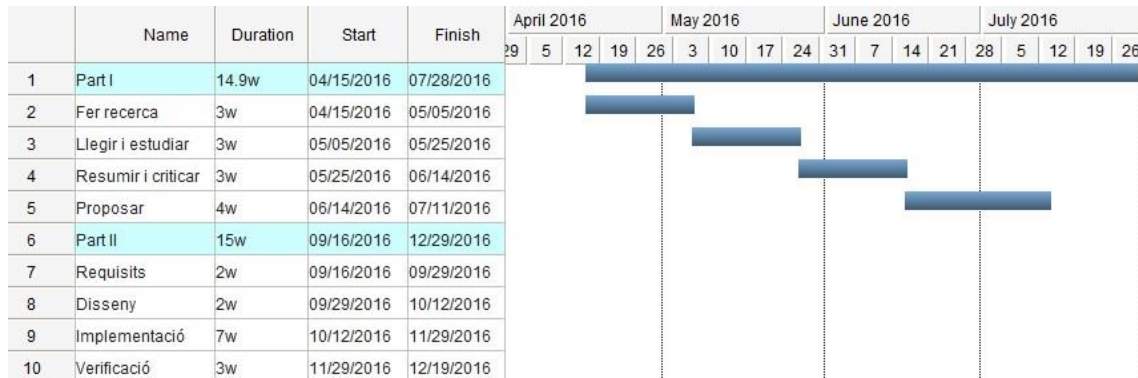 Name Duration Start Finish April 2016 May 2016 June 2016 July 2016
29 5 12 19 26 3 10 17 24 31 7 14 21 28 5 12 19 26
1 Part I 14.9w 04/15/2016 07/28/2016
2 Fer recerca 3w 04/15/2016 05/05/2016
3 Llegir i estudiar 3w 05/05/2016 05/25/2016
4 Resumir i criticar 3w 05/25/2016 06/14/2016
5 Proposar 4w 06/14/2016 07/11/2016
6 Part II 15w 09/16/2016 12/29/2016
7 Requisits 2w 09/16/2016 09/29/2016
8 Disseny 2w 09/29/2016 10/12/2016
9 Implementació 7w 10/12/2016 11/29/2016
10 Verificació 3w 11/29/2016 12/19/2016